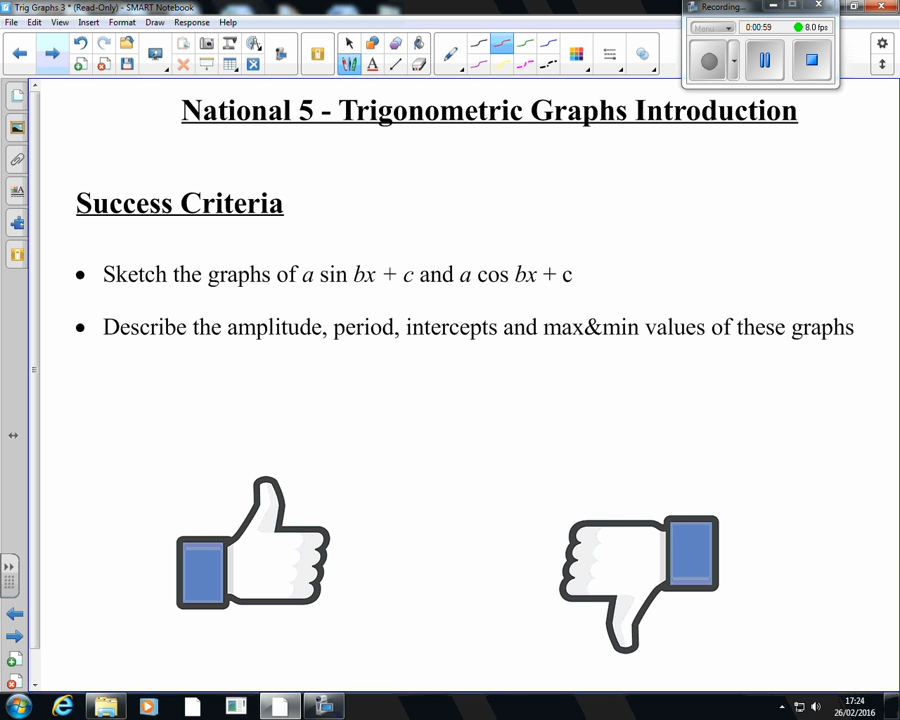 Trig Graphs 3 * (Read-Only) - SMART Notebook
Recording...
File Edit View Insert Format Draw Response Help
Menu
0:00:59
8.0 fps
National 5 - Trigonometric Graphs Introduction
Success Criteria
• Sketch the graphs of a sin bx + c and a cos bx + c
• Describe the amplitude, period, intercepts and max&min values of these graphs
17:24
26/02/2016